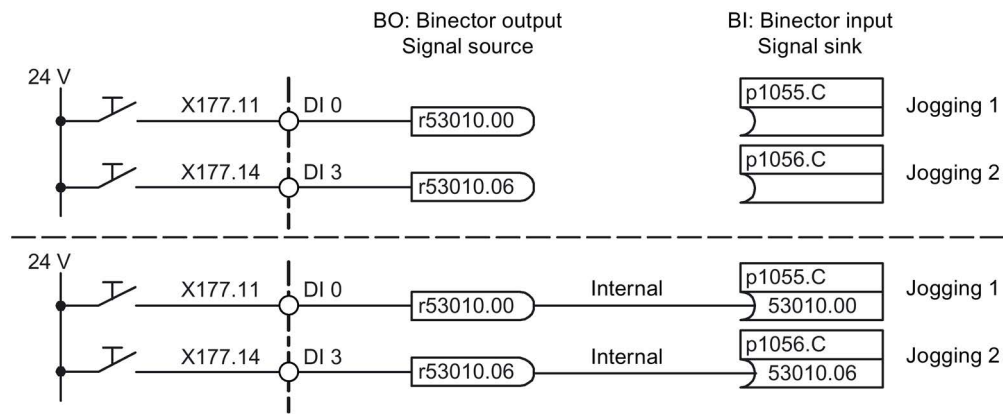 BO: Binector output
Signal source
BI: Binector input
Signal sink
24 V
X177.11 DI 0 r53010.00 p1055.C Jogging 1
X177.14 DI 3 r53010.06 p1056.C Jogging 2
24 V
X177.11 DI 0 r53010.00 Internal p1055.C Jogging 1
53010.00
X177.14 DI 3 r53010.06 Internal p1056.C Jogging 2
53010.06